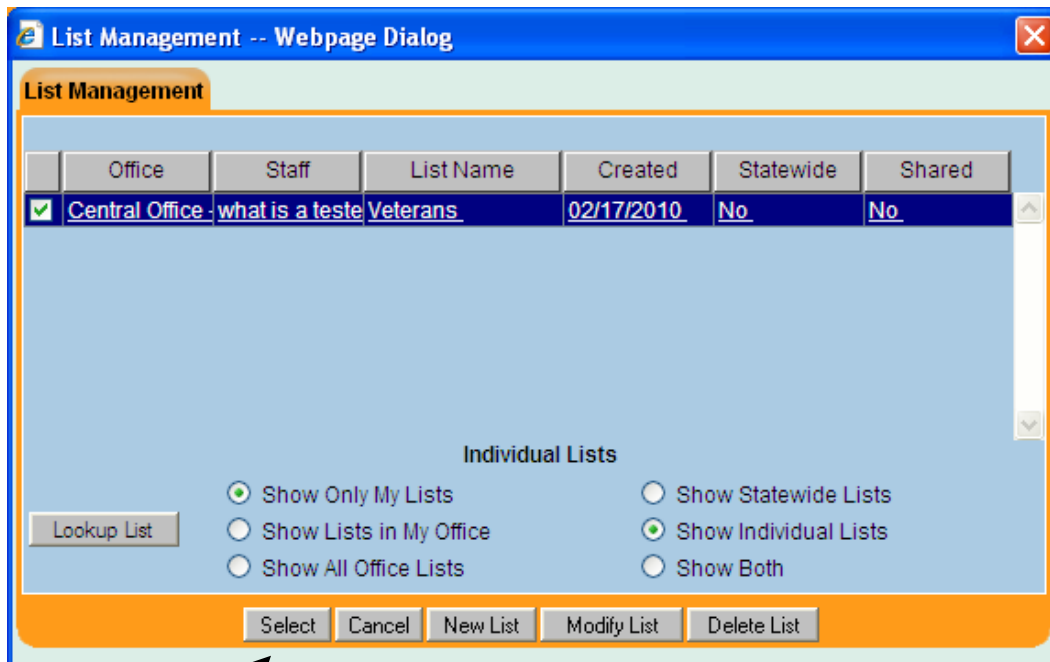 List Management -- Webpage Dialog
List Management
Office Staff List Name Created Statewide Shared
Central Office - what is a teste Veterans 02/17/2010 No No
Individual Lists
Show Only My Lists Show Statewide Lists
Lookup List Show Lists in My Office Show Individual Lists
Show All Office Lists Show Both
Select Cancel New List Modify List Delete List